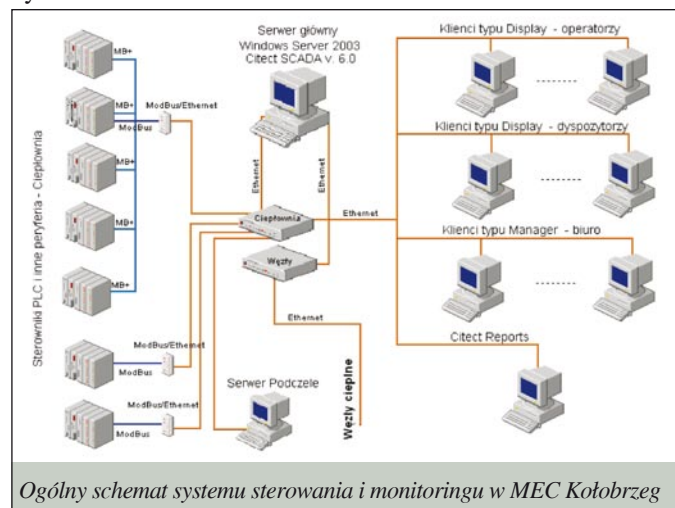 Serwer główny
Windows Server 2003
Citect SCADA v. 6.0
Klienci typu Display - operatorzy
MB+
ModBus/Ethernet
MB+
ModBus
MB+
MB+
MB+
Sterowniki PLC i inne peryferia - Ciepłownia
Ethernet
Ethernet
Klienci typu Display - dyspozytorzy
Ciepłownia
Ethernet
Węzły
Klienci typu Manager - biuro
Ethernet
ModBus/Ethernet
ModBus
Serwer Podczele
Węzły cieplne
Citect Reports
ModBus/Ethernet
ModBus
Ogólny schemat systemu sterowania i monitoringu w MEC Kołobrzeg